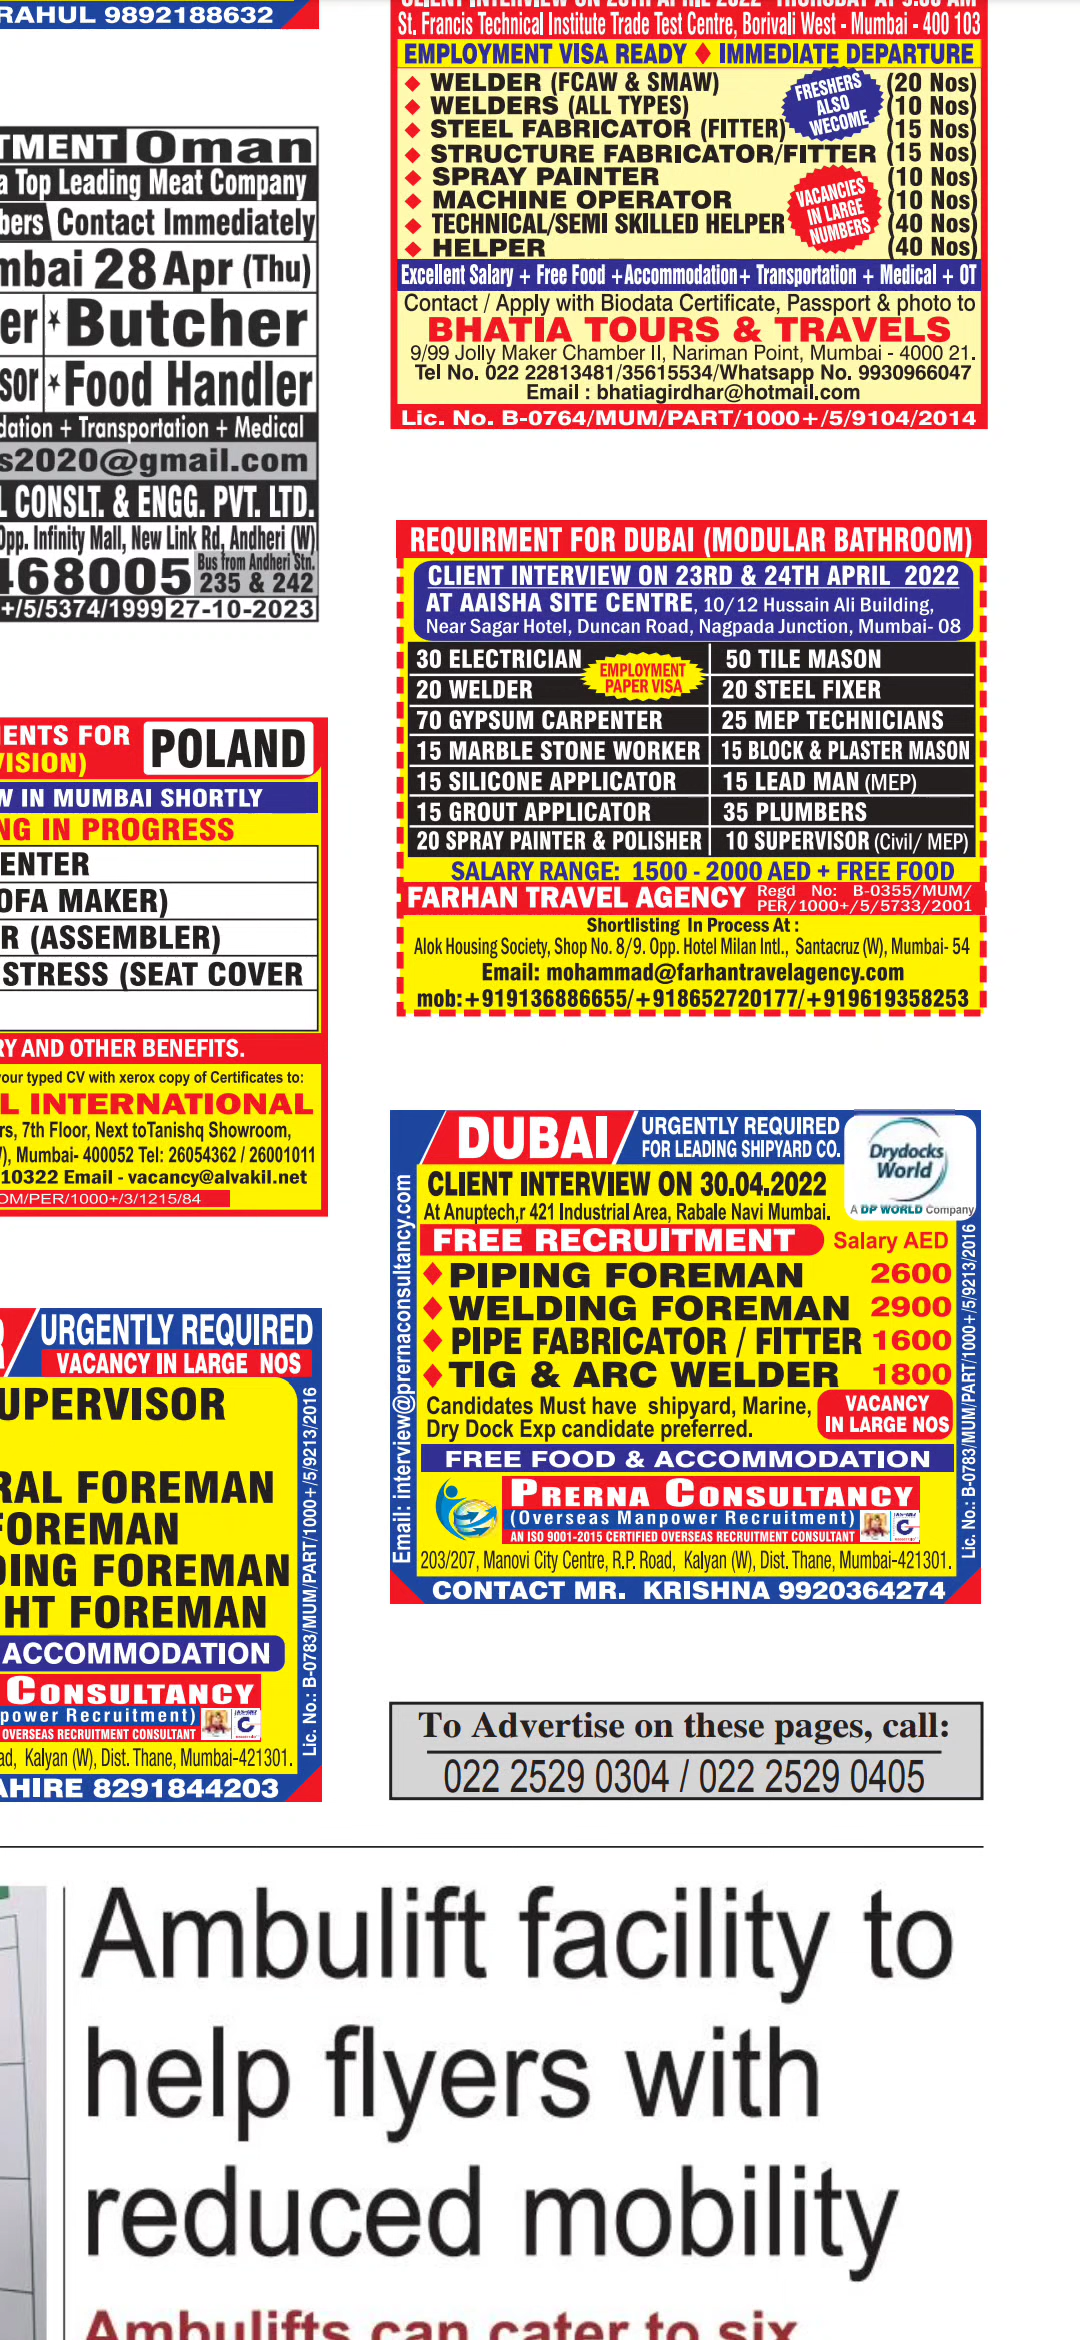 RAHUL 9892188632
TMENT Oman
a Top Leading Meat Company
bers Contact Immediately
mbai 28 Apr (Thu)
er * Butcher
sor * Food Handler
dation + Transportation + Medical
s2020@gmail.com
L CONSLT. & ENGG. PVT. LTD.
Opp. Infinity Mall, New Link Rd, Andheri (W)
468005 Bus from Andheri Stn.
235 & 242
+/5/5374/1999 27-10-2023
ENTS FOR POLAND
VISION)
W IN MUMBAI SHORTLY
NG IN PROGRESS
ENTER
OFA MAKER)
R (ASSEMBLER)
STRESS (SEAT COVER
RY AND OTHER BENEFITS.
your typed CV with xerox copy of Certificates to:
L INTERNATIONAL
rs, 7th Floor, Next toTanishq Showroom,
), Mumbai- 400052 Tel: 26054362 / 26001011
10322 Email - vacancy@alvakil.net
OM/PER/1000+/3/1215/84
R URGENTLY REQUIRED
VACANCY IN LARGE NOS
UPERVISOR
RAL FOREMAN
FOREMAN
DING FOREMAN
HT FOREMAN
ACCOMMODATION
CONSULTANCY
power Recruitment)
OVERSEAS RECRUITMENT CONSULTANT
ad, Kalyan (W), Dist. Thane, Mumbai-421301.
AHIRE 8291844203
Lic. No.: B-0783/MUM/PART/1000+/5/9213/2016
CLIENT INTERVIEW ON 28TH APRIL 2022 THURSDAY AT 9:00 AM
St. Francis Technical Institute Trade Test Centre, Borivali West - Mumbai - 400 103
EMPLOYMENT VISA READY ♦ IMMEDIATE DEPARTURE
♦ WELDER (FCAW & SMAW) (20 Nos)
♦ WELDERS (ALL TYPES) (10 Nos)
♦ STEEL FABRICATOR (FITTER) (15 Nos)
♦ STRUCTURE FABRICATOR/FITTER (15 Nos)
♦ SPRAY PAINTER (10 Nos)
♦ MACHINE OPERATOR (10 Nos)
♦ TECHNICAL/SEMI SKILLED HELPER (40 Nos)
♦ HELPER (40 Nos)
FRESHERS
ALSO
WECOME
VACANCIES
IN LARGE
NUMBERS
Excellent Salary + Free Food +Accommodation+ Transportation + Medical + OT
Contact / Apply with Biodata Certificate, Passport & photo to
BHATIA TOURS & TRAVELS
9/99 Jolly Maker Chamber II, Nariman Point, Mumbai - 4000 21.
Tel No. 022 22813481/35615534/Whatsapp No. 9930966047
Email : bhatiagirdhar@hotmail.com
Lic. No. B-0764/MUM/PART/1000+/5/9104/2014
REQUIRMENT FOR DUBAI (MODULAR BATHROOM)
CLIENT INTERVIEW ON 23RD & 24TH APRIL 2022
AT AAISHA SITE CENTRE, 10/12 Hussain Ali Building,
Near Sagar Hotel, Duncan Road, Nagpada Junction, Mumbai- 08
30 ELECTRICIAN 50 TILE MASON
20 WELDER 20 STEEL FIXER
EMPLOYMENT
PAPER VISA
70 GYPSUM CARPENTER 25 MEP TECHNICIANS
15 MARBLE STONE WORKER 15 BLOCK & PLASTER MASON
15 SILICONE APPLICATOR 15 LEAD MAN (MEP)
15 GROUT APPLICATOR 35 PLUMBERS
20 SPRAY PAINTER & POLISHER 10 SUPERVISOR (Civil/ MEP)
SALARY RANGE: 1500 - 2000 AED + FREE FOOD
FARHAN TRAVEL AGENCY Regd No: B-0355/MUM/
PER/1000+/5/5733/2001
Shortlisting In Process At :
Alok Housing Society, Shop No. 8/9. Opp. Hotel Milan Intl., Santacruz (W), Mumbai- 54
Email: mohammad@farhantravelagency.com
mob:+919136886655/+918652720177/+919619358253
DUBAI URGENTLY REQUIRED
FOR LEADING SHIPYARD CO.
Drydocks
World
A DP WORLD Company
CLIENT INTERVIEW ON 30.04.2022
At Anuptech,r 421 Industrial Area, Rabale Navi Mumbai.
FREE RECRUITMENT Salary AED
♦ PIPING FOREMAN 2600
♦ WELDING FOREMAN 2900
♦ PIPE FABRICATOR / FITTER 1600
♦ TIG & ARC WELDER 1800
Candidates Must have shipyard, Marine,
Dry Dock Exp candidate preferred.
VACANCY
IN LARGE NOS
FREE FOOD & ACCOMMODATION
PRERNA CONSULTANCY
(Overseas Manpower Recruitment)
AN ISO 9001-2015 CERTIFIED OVERSEAS RECRUITMENT CONSULTANT
203/207, Manovi City Centre, R.P. Road, Kalyan (W), Dist. Thane, Mumbai-421301.
CONTACT MR. KRISHNA 9920364274
Email: interview@prernaconsultancy.com
Lic. No.: B-0783/MUM/PART/1000+/5/9213/2016
To Advertise on these pages, call:
022 2529 0304 / 022 2529 0405
Ambulift facility to
help flyers with
reduced mobility
Ambulifts can cater to six